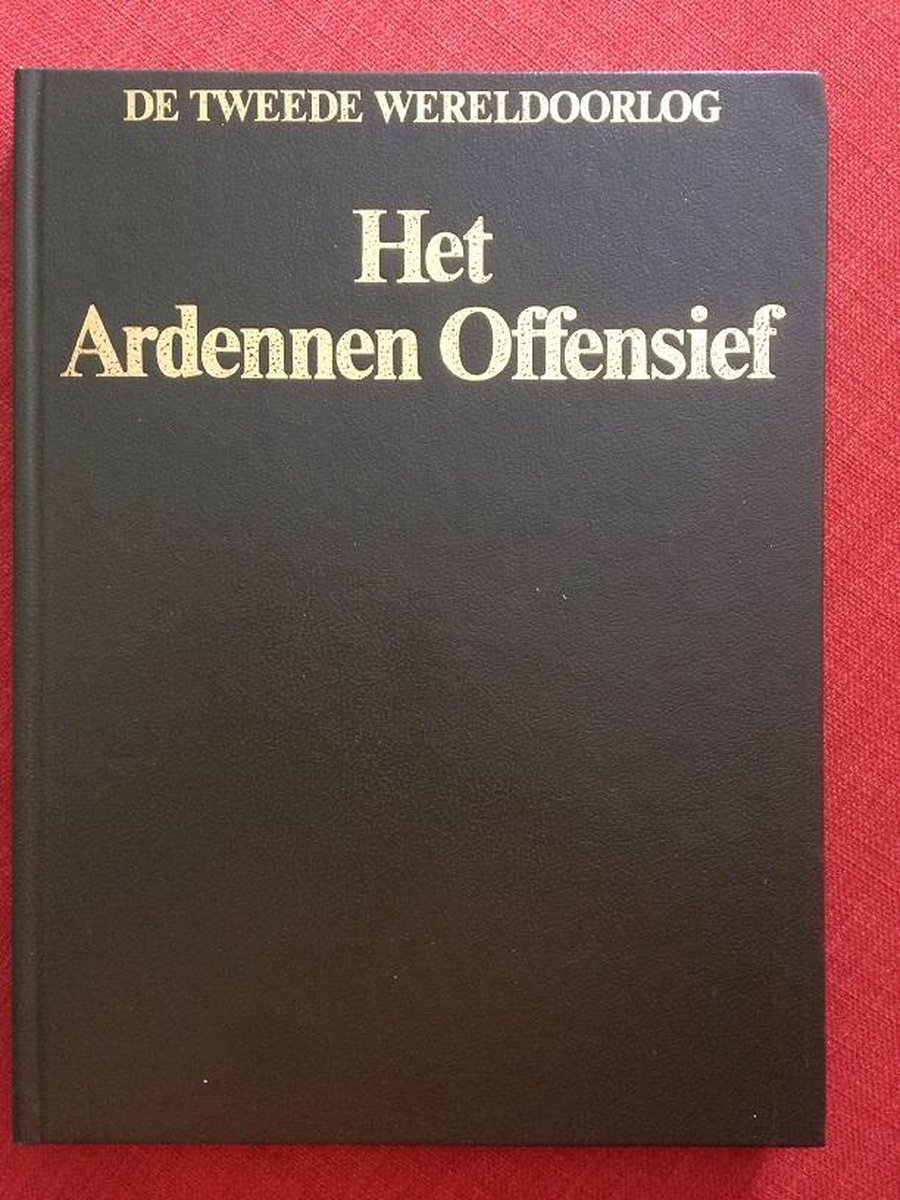 DE TWEEDE WERELDOORLOG
Het
Ardennen Offensief